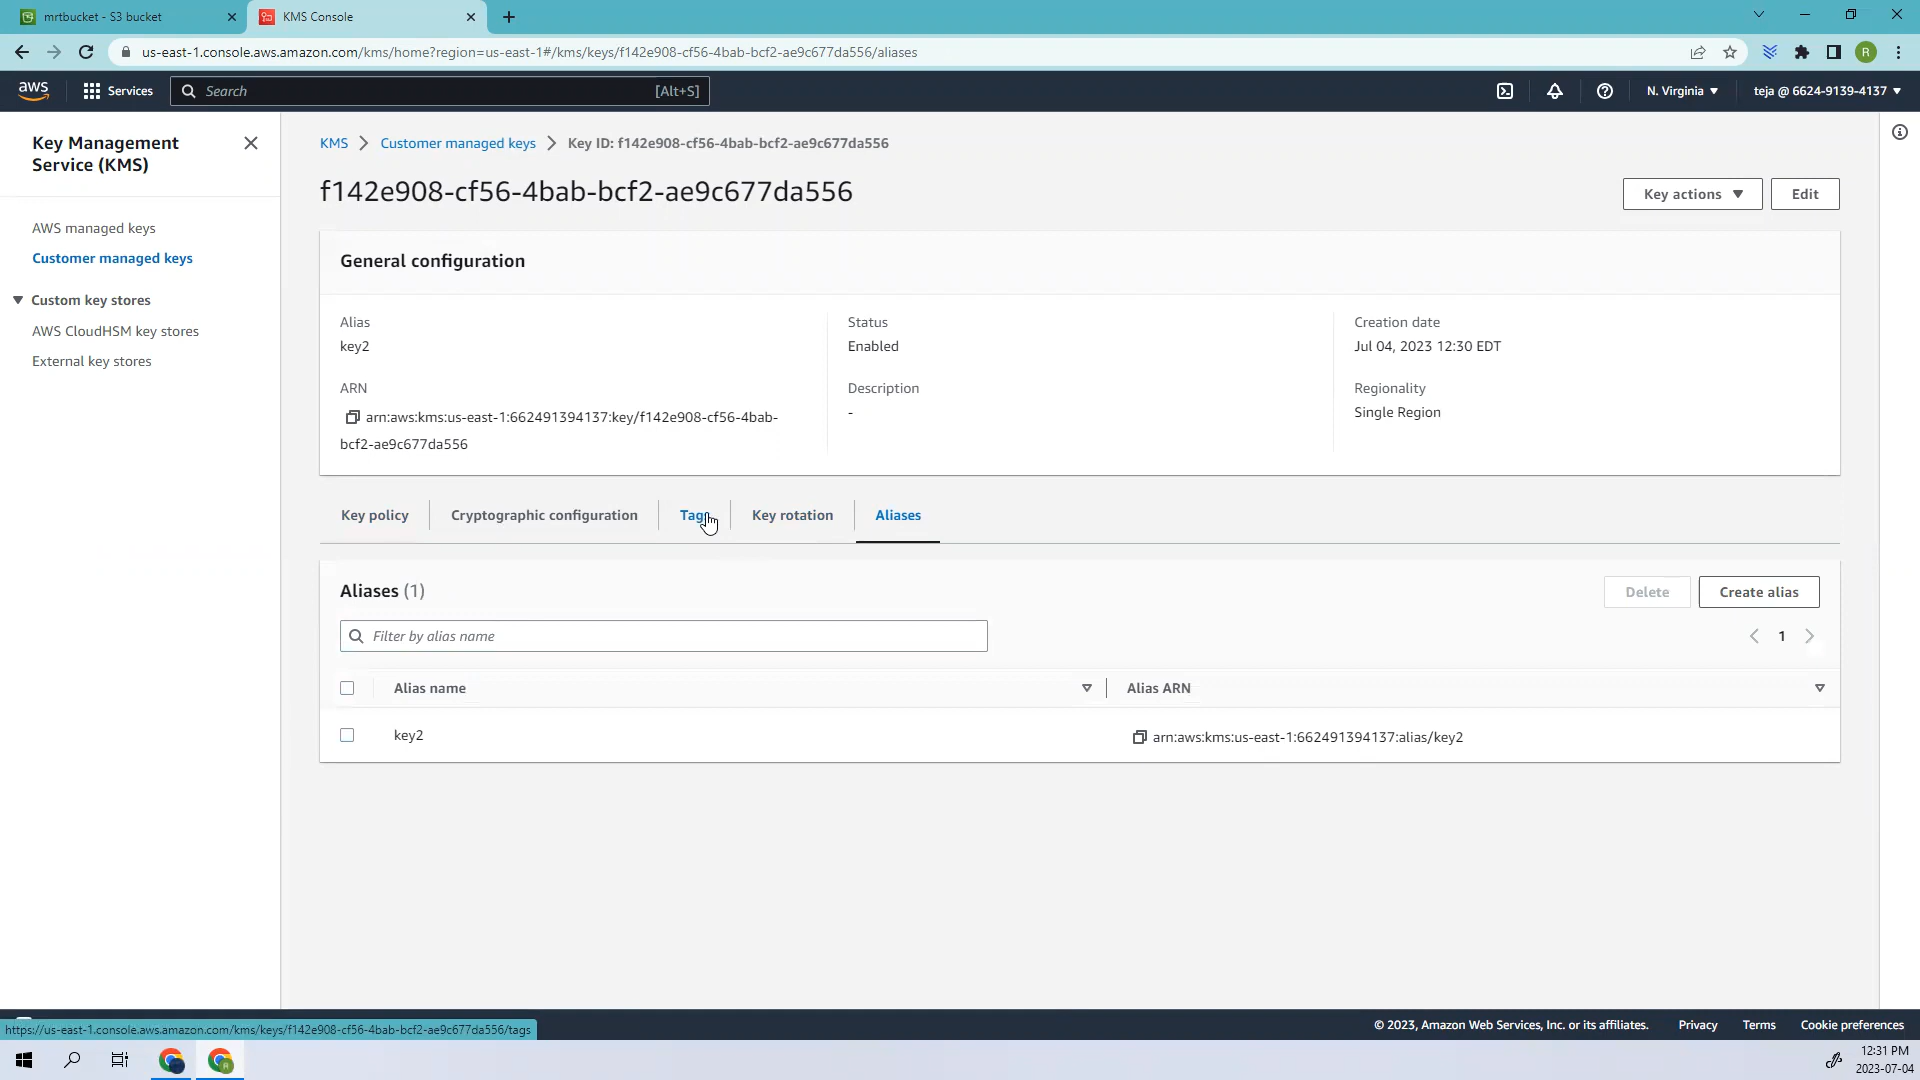 mrtbucket - S3 bucket
KMS Console
us-east-1.console.aws.amazon.com/kms/home?region=us-east-1#/kms/keys/f142e908-cf56-4bab-bcf2-ae9c677da556/aliases
R
aws
Services
Search
[Alt+S]
N. Virginia
teja @ 6624-9139-4137
Key Management
Service (KMS)
AWS managed keys
Customer managed keys
Custom key stores
AWS CloudHSM key stores
External key stores
KMS
Customer managed keys
Key ID: f142e908-cf56-4bab-bcf2-ae9c677da556
f142e908-cf56-4bab-bcf2-ae9c677da556
Key actions
Edit
General configuration
Alias
key2
ARN
arn:aws:kms:us-east-1:662491394137:key/f142e908-cf56-4bab-
bcf2-ae9c677da556
Status
Enabled
Description
-
Creation date
Jul 04, 2023 12:30 EDT
Regionality
Single Region
Key policy
Cryptographic configuration
Tags
Key rotation
Aliases
Aliases (1)
Delete
Create alias
Filter by alias name
1
Alias name
Alias ARN
key2
arn:aws:kms:us-east-1:662491394137:alias/key2
https://us-east-1.console.aws.amazon.com/kms/keys/f142e908-cf56-4bab-bcf2-ae9c677da556/tags
© 2023, Amazon Web Services, Inc. or its affiliates.
Privacy
Terms
Cookie preferences
R
12:31 PM
2023-07-04